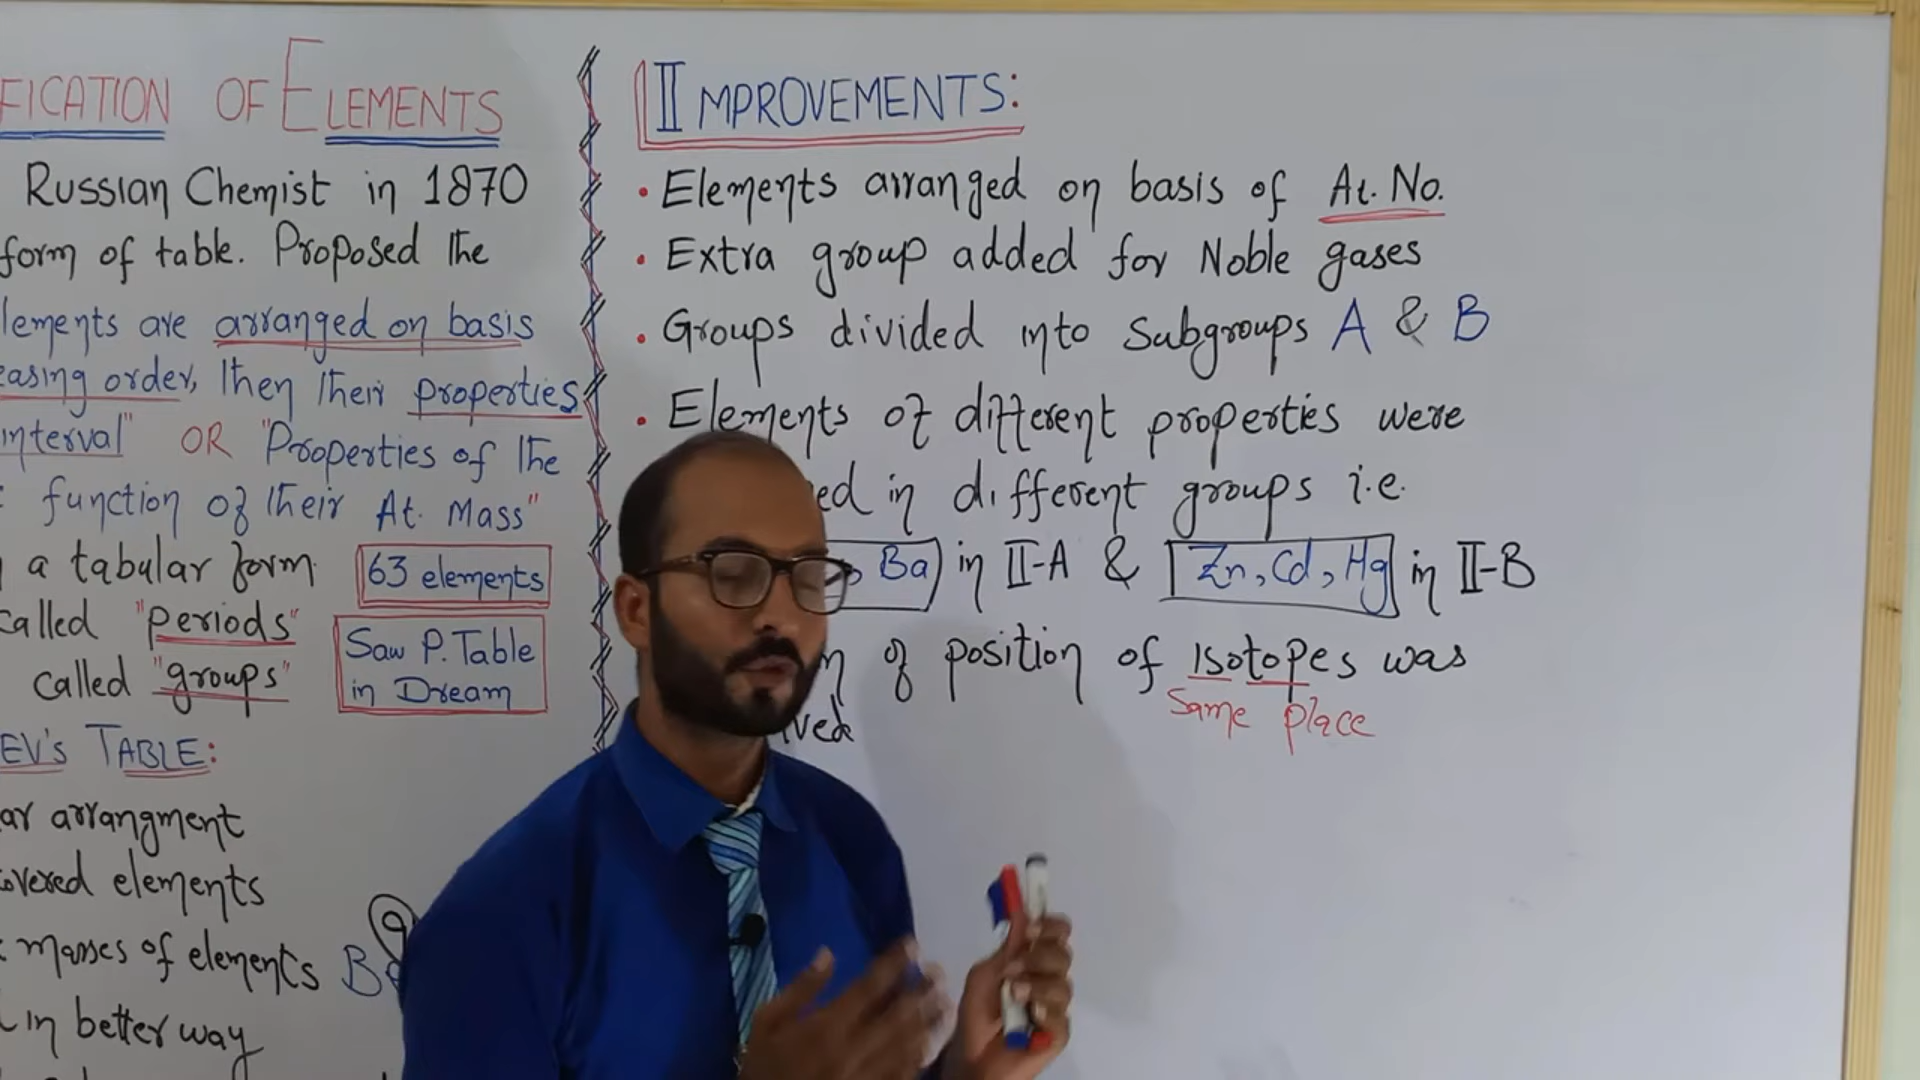 FICATION OF ELEMENTS
Russian Chemist in 1870
form of table. Proposed the
lements are arranged on basis
easing order, then their properties
interval" OR "Properties of the
function of their At. Mass"
a tabular form
63 elements
called "periods"
called "groups"
Saw P. Table
in Dream
EV'S TABLE:
ar arrangment
overed elements
masses of elements
in better way
IMPROVEMENTS:
• Elements arranged on basis of At. No.
• Extra group added for Noble gases
• Groups divided into subgroups A & B
• Elements of different properties were
ed in different groups i.e.
, Ba in II-A & Zn, Cd, Hg in II-B
of position of isotopes was
Same place
ved